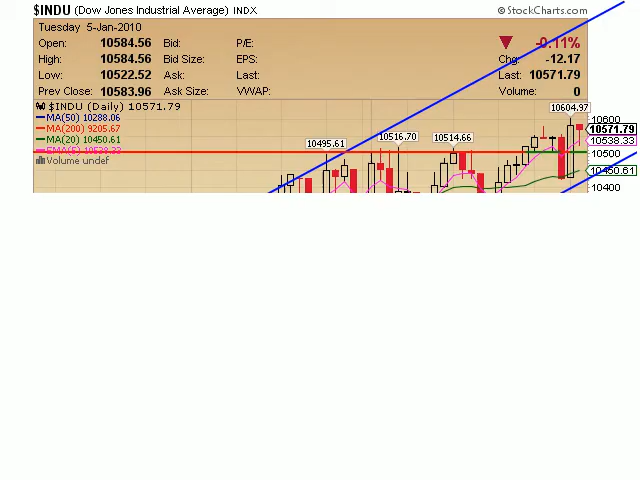 $INDU (Dow Jones Industrial Average) INDX
© StockCharts.com
Tuesday 5-Jan-2010
Open: 10584.56 Bid: P/E: -0.11%
High: 10584.56 Bid Size: EPS: Chg: -12.17
Low: 10522.52 Ask: Last: Last: 10571.79
Prev Close: 10583.96 Ask Size: VWAP: Volume: 0
$INDU (Daily) 10571.79
MA(50) 10288.06
MA(200) 9205.67
MA(20) 10450.61
EMA(5) 10538.33
Volume undef
10495.61
10516.70
10514.66
10604.97
10600
10571.79
10538.33
10500
10450.61
10400